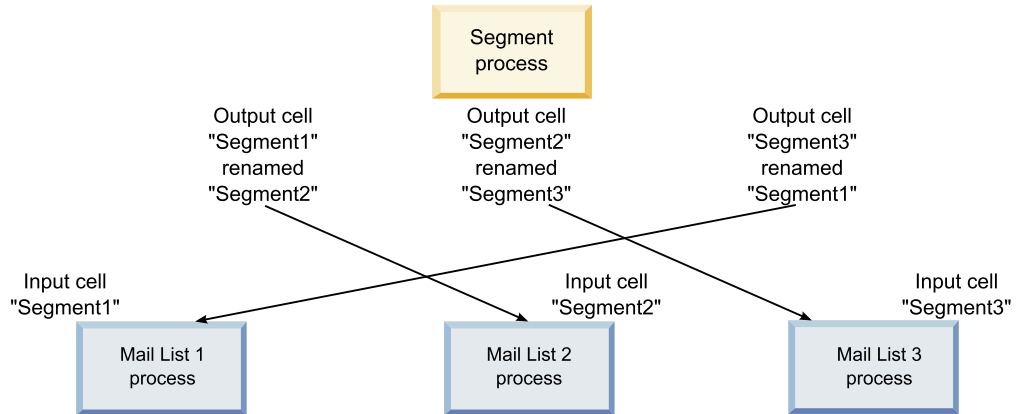 Segment
process
Output cell
"Segment1"
renamed
"Segment2"
Output cell
"Segment2"
renamed
"Segment3"
Output cell
"Segment3"
renamed
"Segment1"
Input cell
"Segment1"
Input cell
"Segment2"
Input cell
"Segment3"
Mail List 1
process
Mail List 2
process
Mail List 3
process